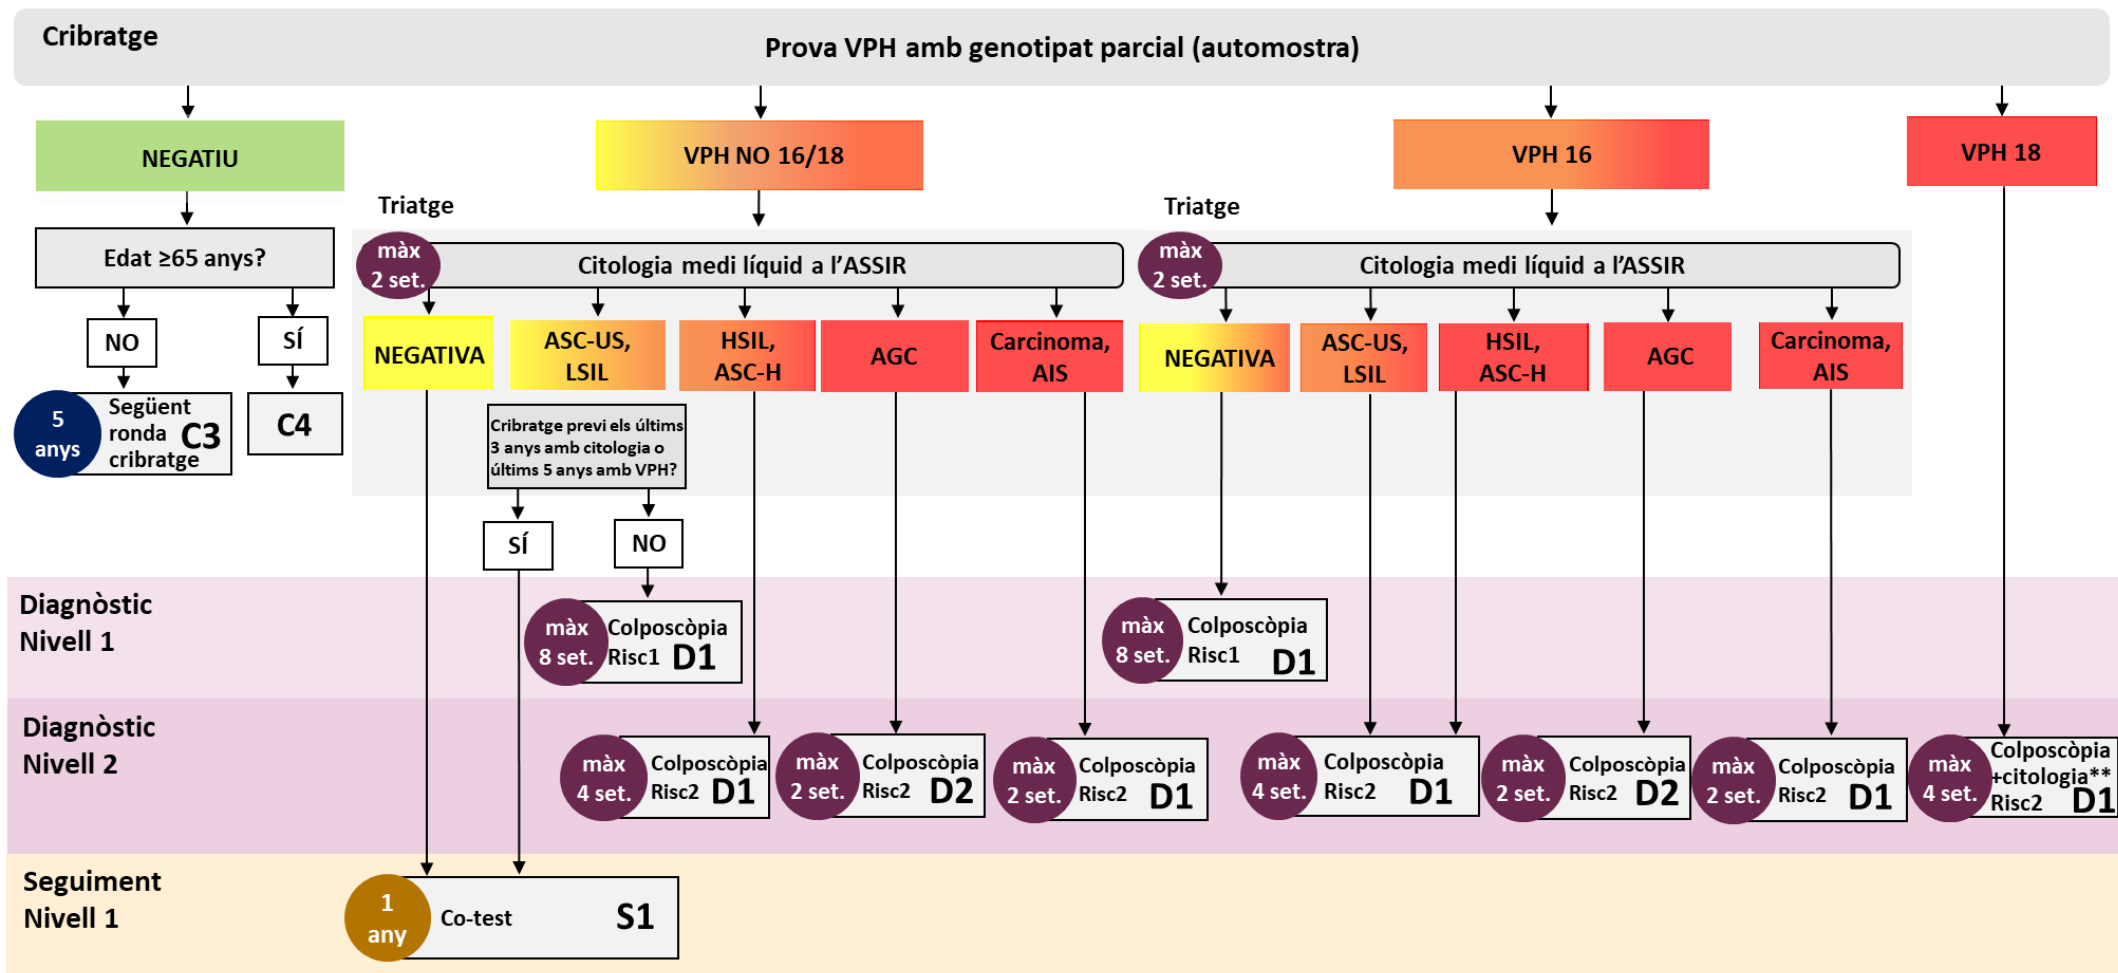 Cribratge
Prova VPH amb genotipat parcial (automostra)
NEGATIU
VPH NO 16/18
VPH 16
VPH 18
Edat ≥65 anys?
NO
SÍ
5
anys
Següent
ronda
cribratge
C3
C4
Triatge
màx
2 set.
Citologia medi líquid a l'ASSIR
NEGATIVA
ASC-US,
LSIL
HSIL,
ASC-H
AGC
Carcinoma,
AIS
Cribratge previ els últims
3 anys amb citologia o
últims 5 anys amb VPH?
SÍ
NO
Triatge
màx
2 set.
Citologia medi líquid a l'ASSIR
NEGATIVA
ASC-US,
LSIL
HSIL,
ASC-H
AGC
Carcinoma,
AIS
Diagnòstic
Nivell 1
màx
8 set.
Colposcòpia
Risc1 D1
màx
8 set.
Colposcòpia
Risc1 D1
Diagnòstic
Nivell 2
màx
4 set.
Colposcòpia
Risc2 D1
màx
2 set.
Colposcòpia
Risc2 D2
màx
2 set.
Colposcòpia
Risc2 D1
màx
4 set.
Colposcòpia
Risc2 D1
màx
2 set.
Colposcòpia
Risc2 D2
màx
2 set.
Colposcòpia
Risc2 D1
màx
4 set.
Colposcòpia
+citologia**
Risc2 D1
Seguiment
Nivell 1
1
any
Co-test S1